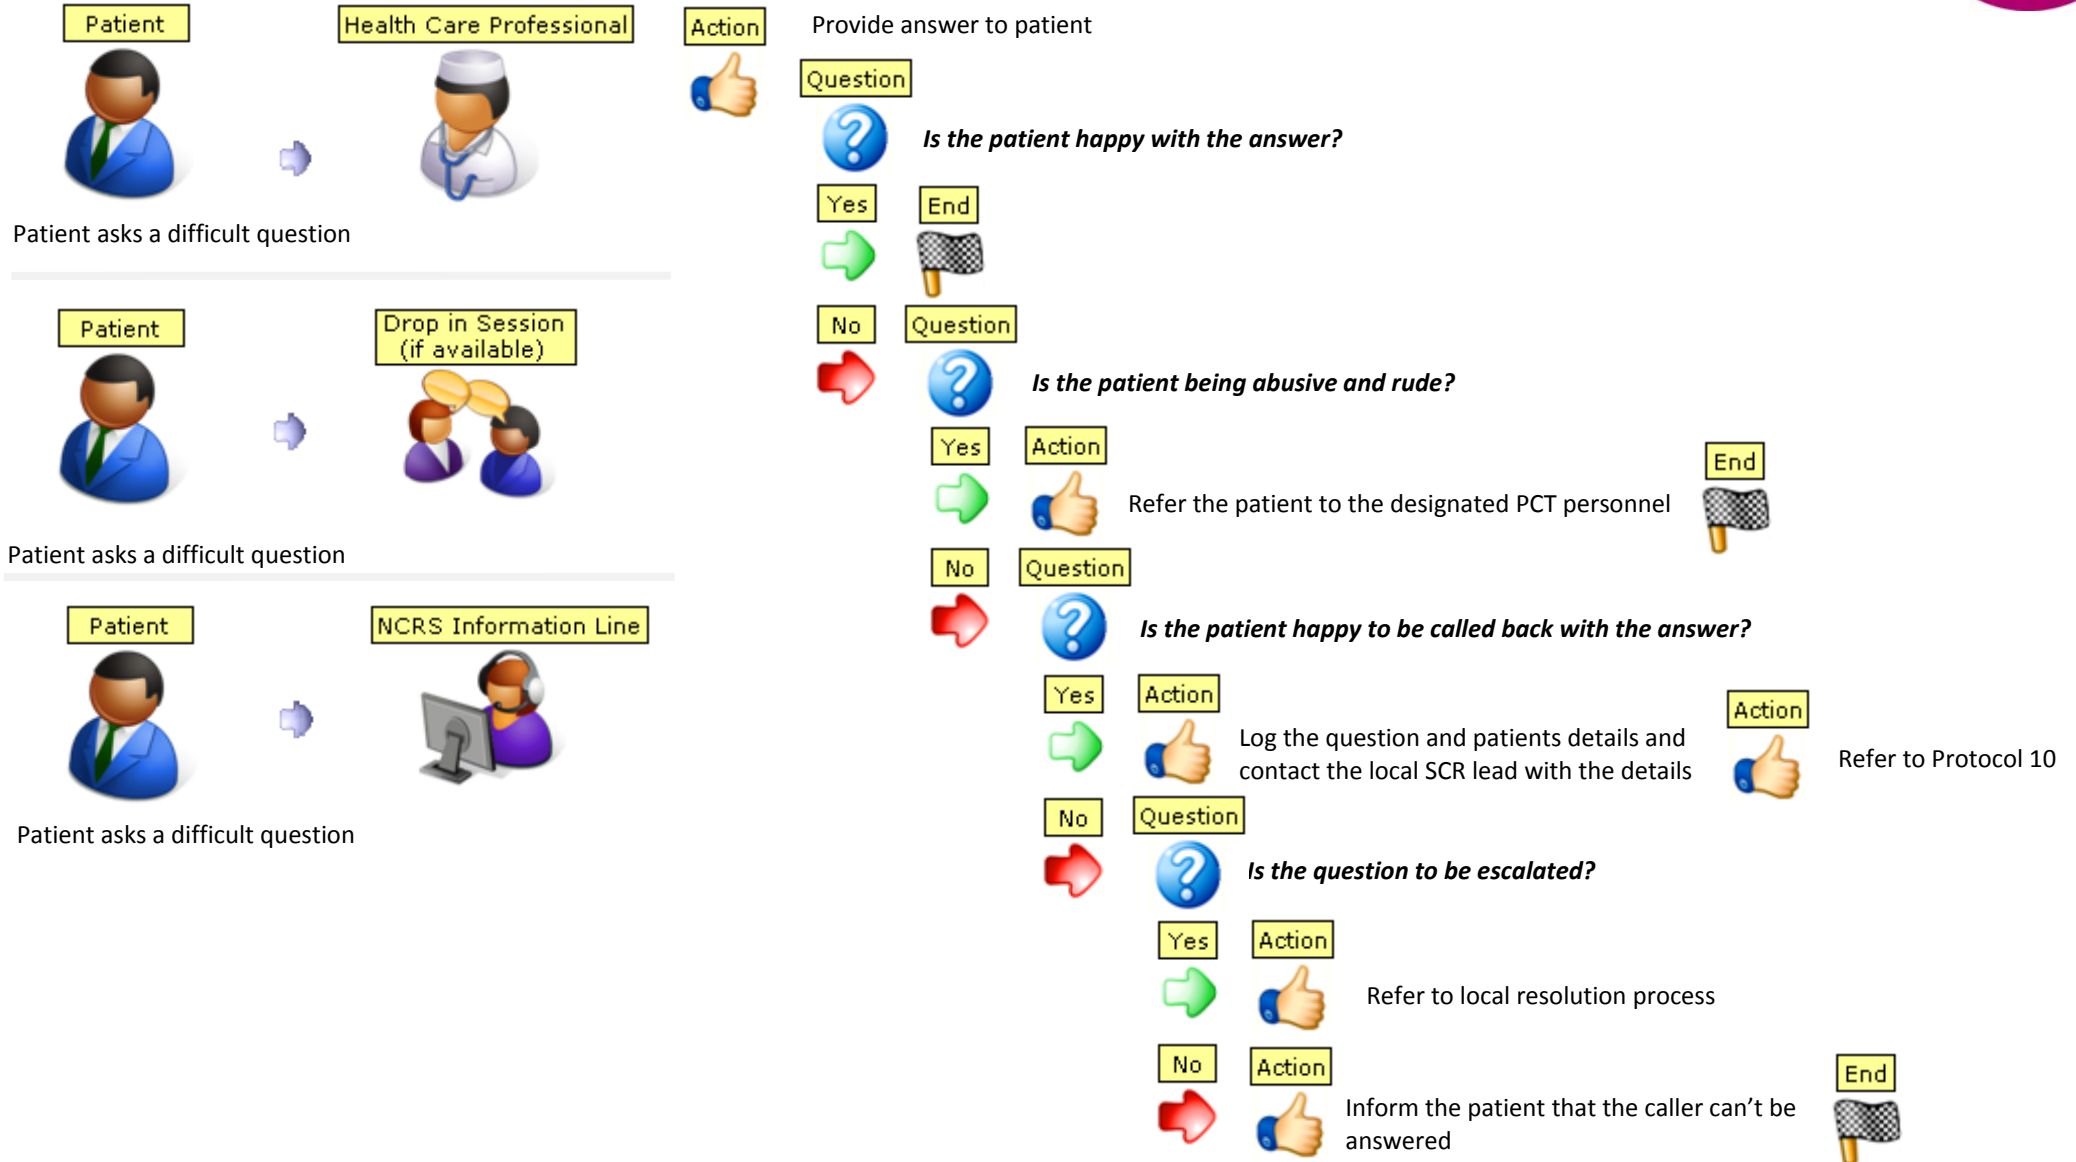 Patient
Health Care Professional
Patient asks a difficult question
Patient
Drop in Session
(if available)
Patient asks a difficult question
Patient
NCRS Information Line
Patient asks a difficult question
Action
Provide answer to patient
Question
Is the patient happy with the answer?
Yes
End
No
Question
Is the patient being abusive and rude?
Yes
Action
Refer the patient to the designated PCT personnel
End
No
Question
Is the patient happy to be called back with the answer?
Yes
Action
Log the question and patients details and
contact the local SCR lead with the details
Action
Refer to Protocol 10
No
Question
Is the question to be escalated?
Yes
Action
Refer to local resolution process
No
Action
Inform the patient that the caller can’t be
answered
End